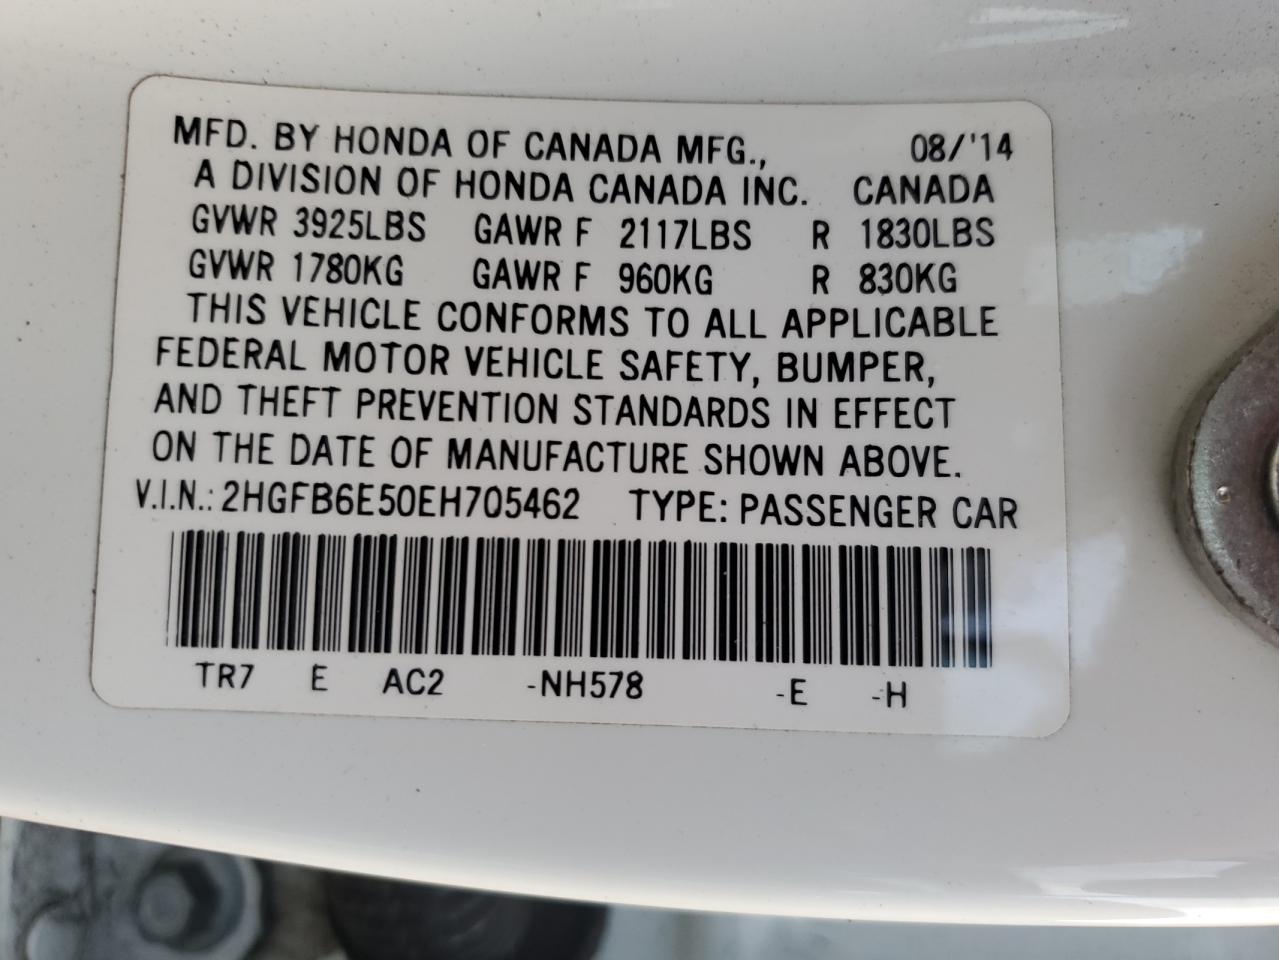 MFD. BY HONDA OF CANADA MFG., 08/'14
A DIVISION OF HONDA CANADA INC. CANADA
GVWR 3925LBS GAWR F 2117LBS R 1830LBS
GVWR 1780KG GAWR F 960KG R 830KG
THIS VEHICLE CONFORMS TO ALL APPLICABLE
FEDERAL MOTOR VEHICLE SAFETY, BUMPER,
AND THEFT PREVENTION STANDARDS IN EFFECT
ON THE DATE OF MANUFACTURE SHOWN ABOVE.
V.I.N.: 2HGFB6E50EH705462 TYPE: PASSENGER CAR
TR7 E AC2 -NH578 -E -H